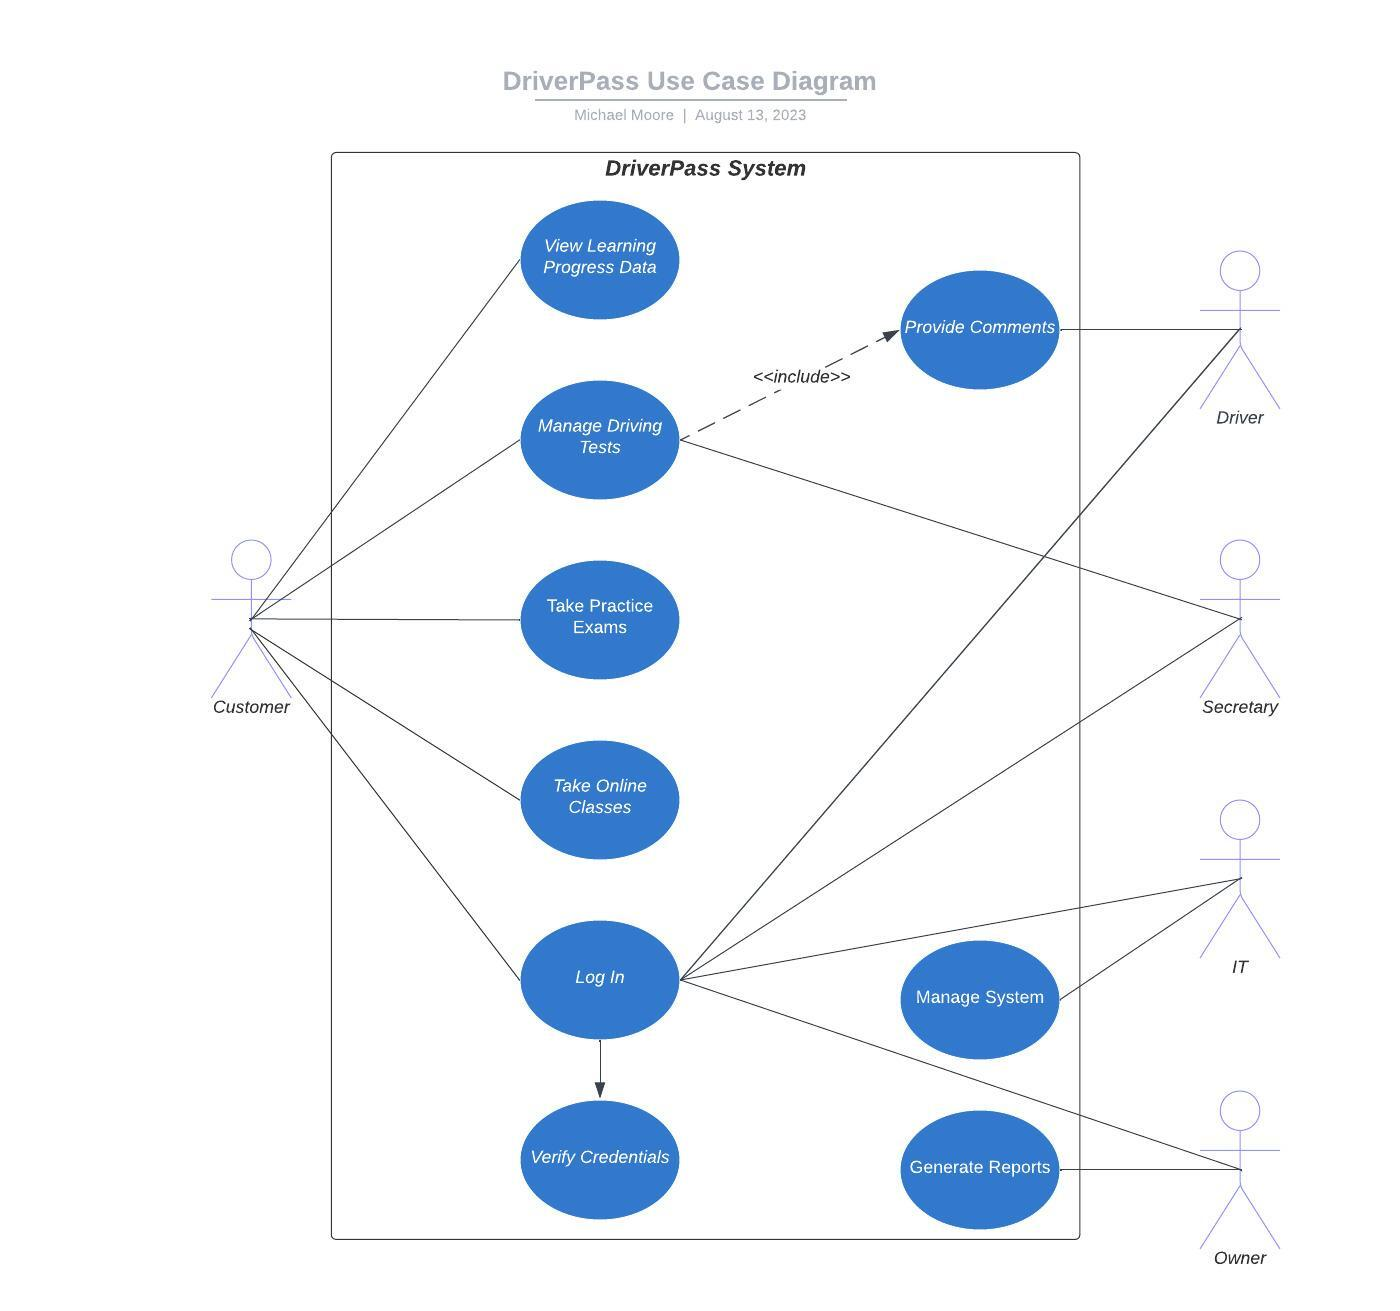 DriverPass Use Case Diagram
Michael Moore | August 13, 2023
DriverPass System
View Learning
Progress Data
Provide Comments
<<include>>
Manage Driving
Tests
Driver
Take Practice
Exams
Customer
Secretary
Take Online
Classes
Log In
IT
Manage System
Verify Credentials
Generate Reports
Owner